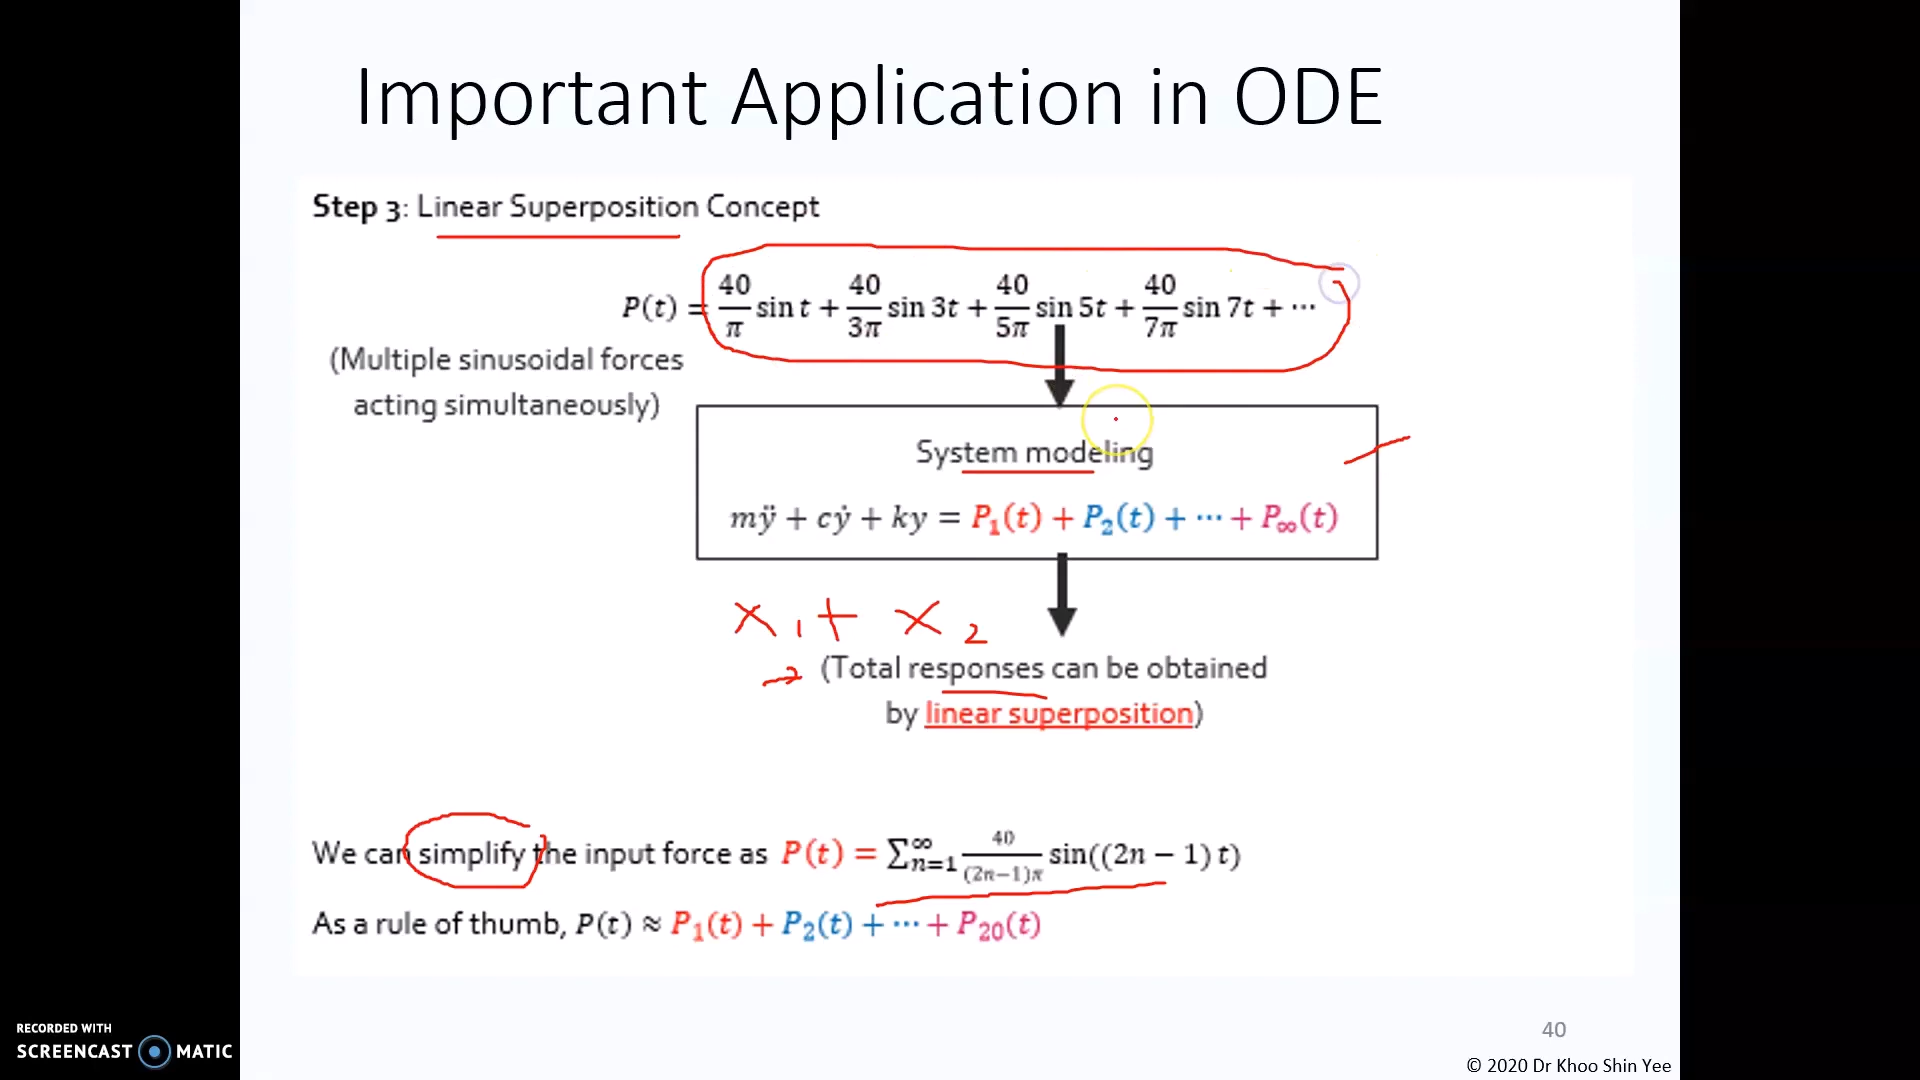 Important Application in ODE
Step 3: Linear Superposition Concept
P(t) = 40/π sin t + 40/3π sin 3t + 40/5π sin 5t + 40/7π sin 7t + ⋯
(Multiple sinusoidal forces
acting simultaneously)
System modeling
mÿ + cẏ + ky = P₁(t) + P₂(t) + ⋯ + P∞(t)
x₁ + x₂
(Total responses can be obtained
by linear superposition)
We can simplify the input force as P(t) = ∑ₙ₌₁^∞ 40/(2n−1)π sin((2n − 1) t)
As a rule of thumb, P(t) ≈ P₁(t) + P₂(t) + ⋯ + P₂₀(t)
40
© 2020 Dr Khoo Shin Yee
RECORDED WITH
SCREENCAST MATIC